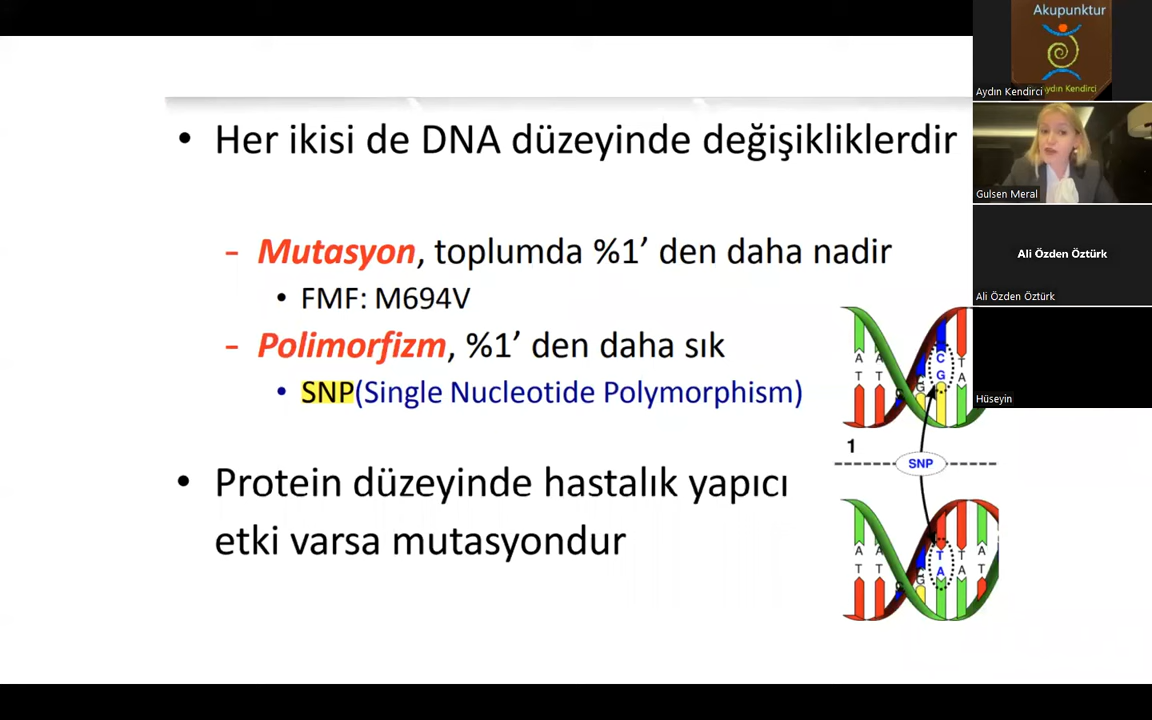 • Her ikisi de DNA düzeyinde değişikliklerdir
- Mutasyon, toplumda %1’ den daha nadir
• FMF: M694V
- Polimorfizm, %1’ den daha sık
• SNP(Single Nucleotide Polymorphism)
• Protein düzeyinde hastalık yapıcı
etki varsa mutasyondur
A A C T
T T G G A
1
SNP
A A T T A
T T G A A T
Akupunktur
Aydın Kendirci
Aydın Kendirci
Gulsen Meral
Ali Özden Öztürk
Ali Özden Öztürk
Hüseyin